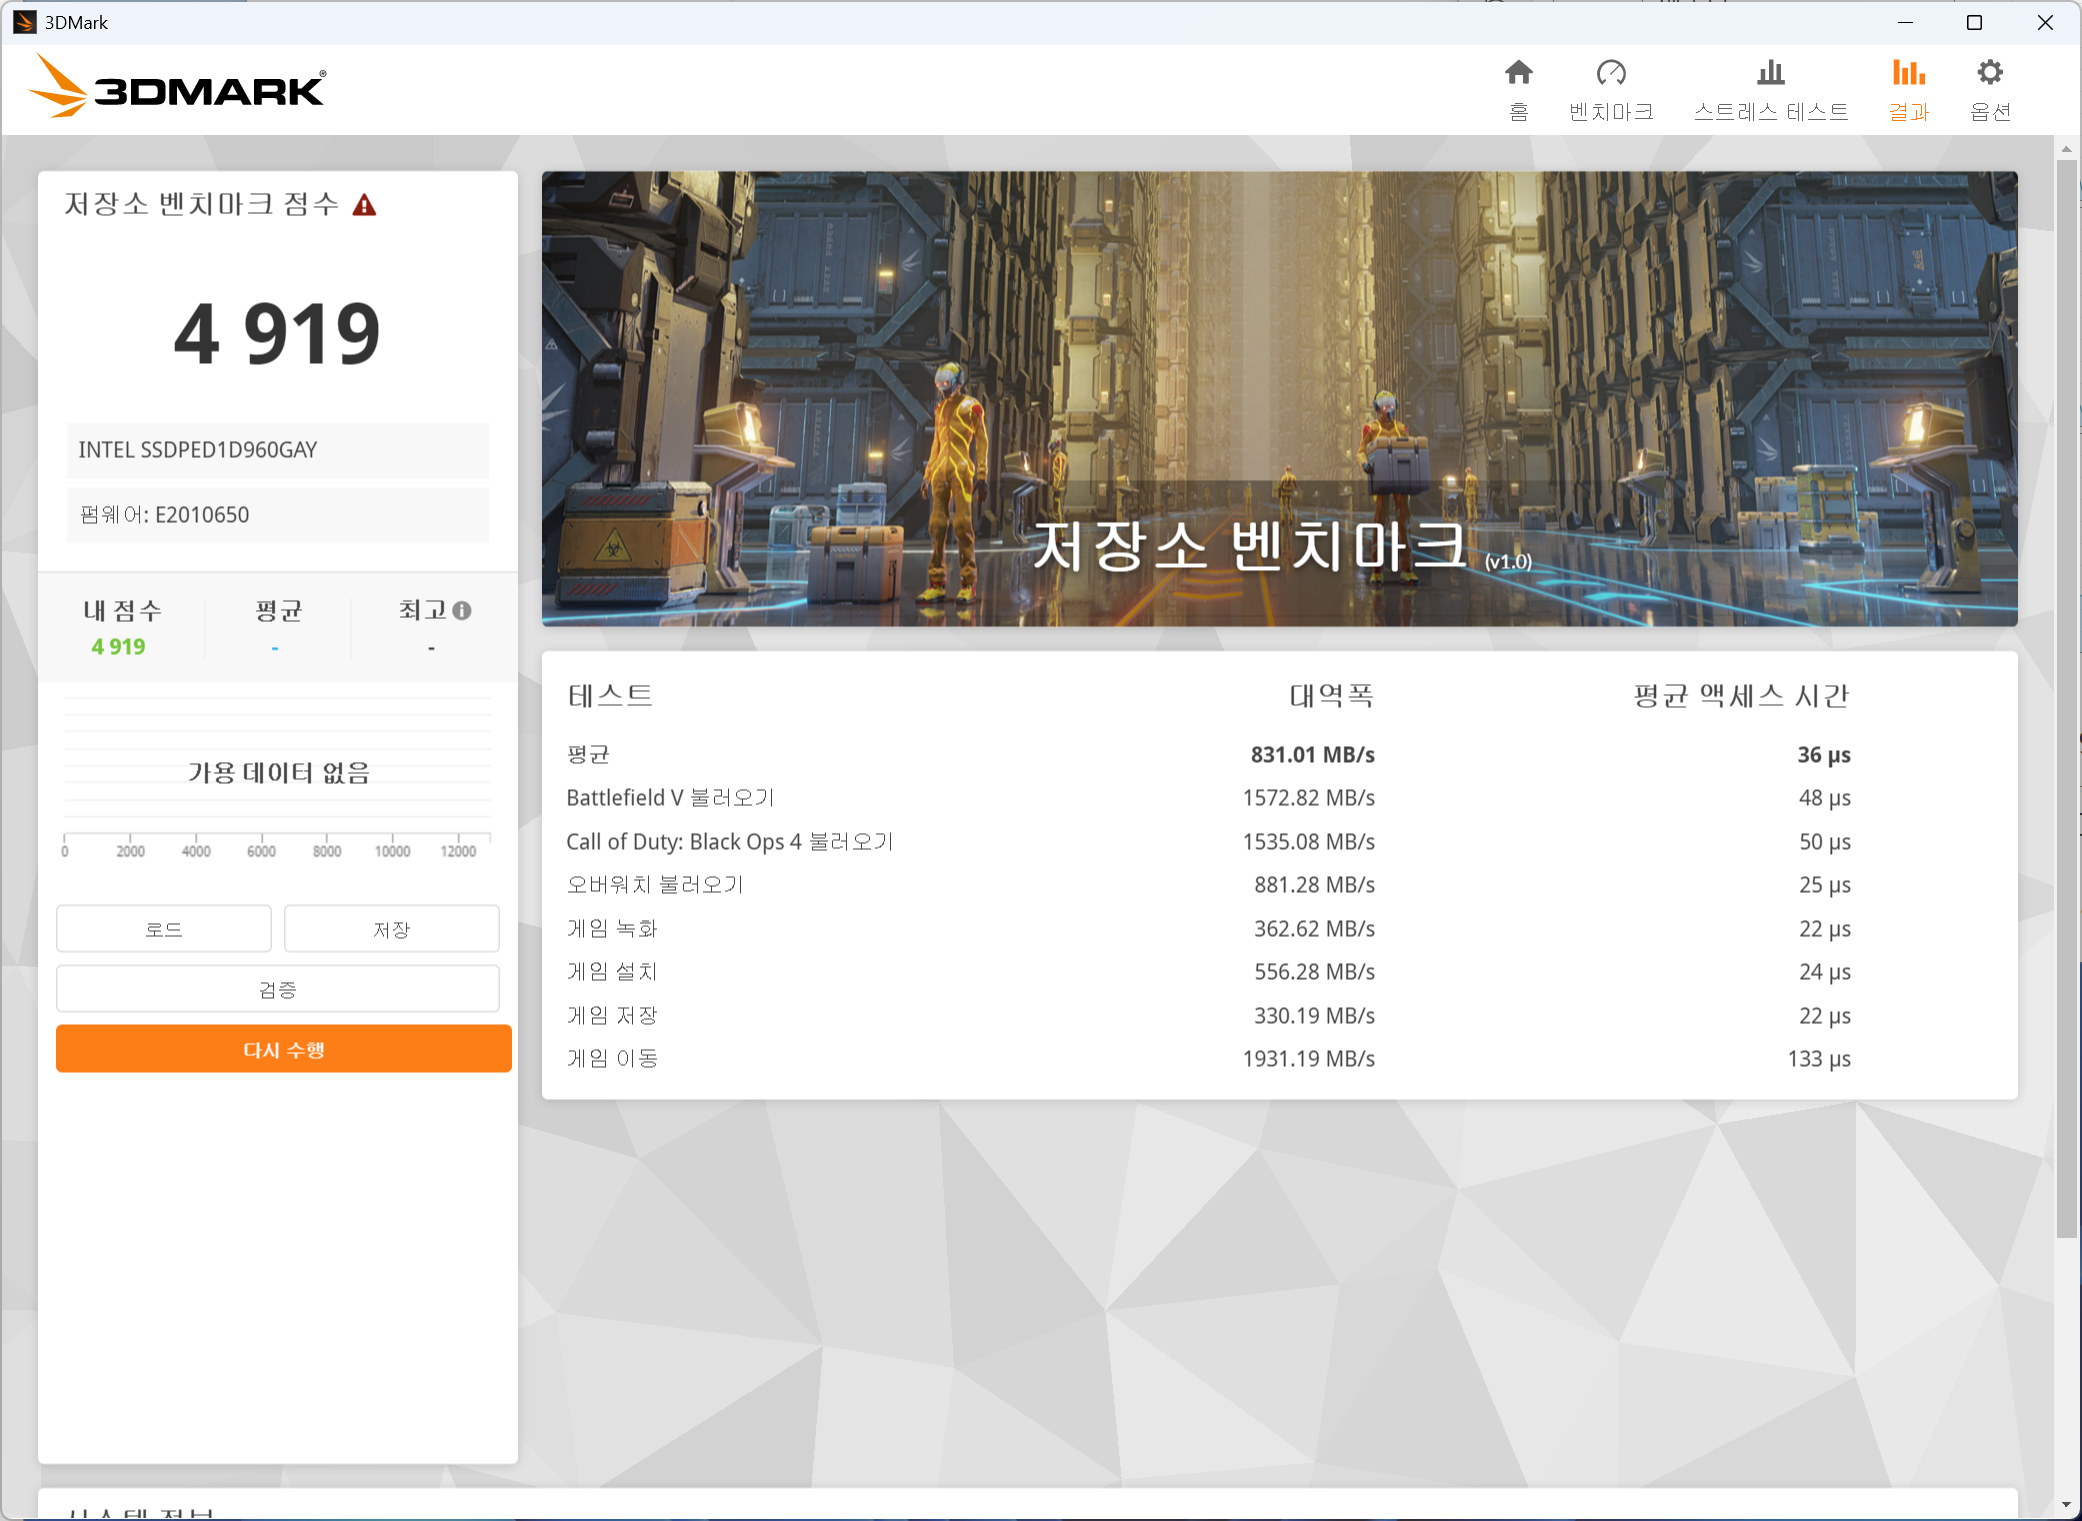 3DMark
3DMARK®
홈
벤치마크
스트레스 테스트
결과
옵션
저장소 벤치마크 점수
4 919
INTEL SSDPED1D960GAY
펌웨어: E2010650
내 점수
4 919
평균
-
최고
-
가용 데이터 없음
0 2000 4000 6000 8000 10000 12000
로드
저장
검증
다시 수행
저장소 벤치마크 (v1.0)
테스트 대역폭 평균 액세스 시간
평균 831.01 MB/s 36 µs
Battlefield V 불러오기 1572.82 MB/s 48 µs
Call of Duty: Black Ops 4 불러오기 1535.08 MB/s 50 µs
오버워치 불러오기 881.28 MB/s 25 µs
게임 녹화 362.62 MB/s 22 µs
게임 설치 556.28 MB/s 24 µs
게임 저장 330.19 MB/s 22 µs
게임 이동 1931.19 MB/s 133 µs
시스템 정보